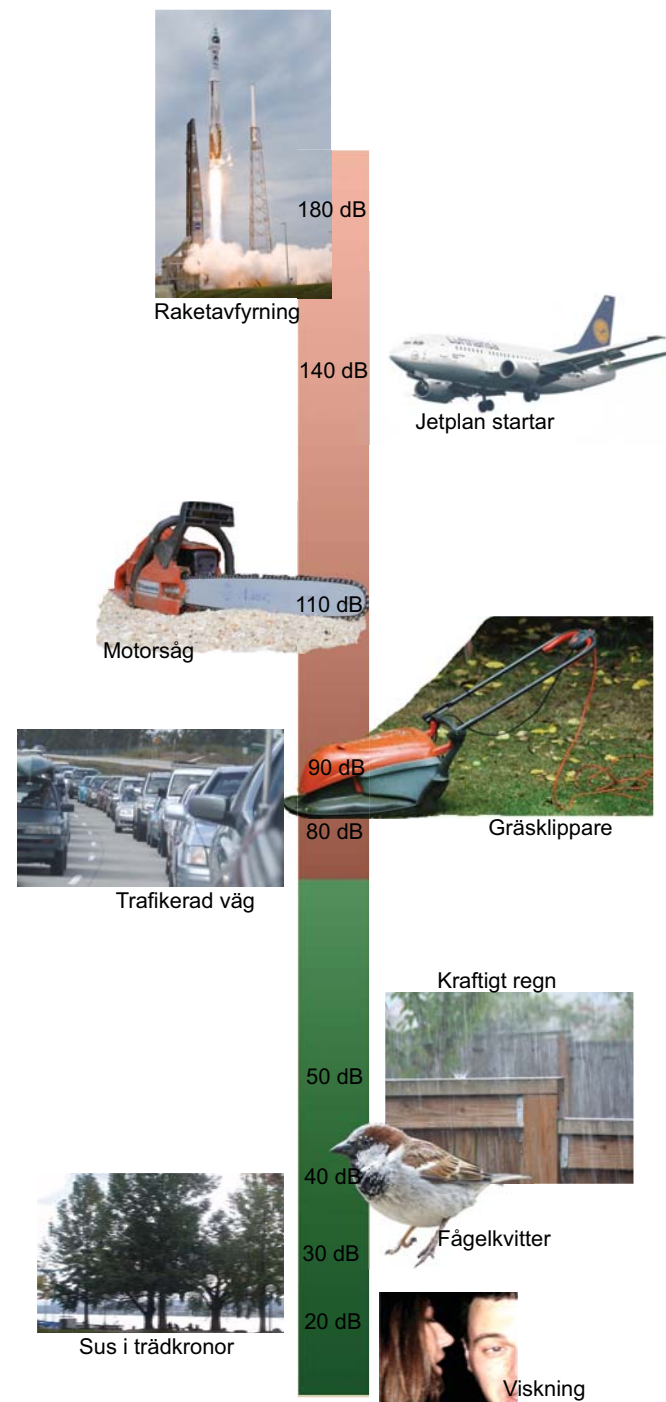 180 dB
Raketavfyrning
140 dB
Lufthansa
Jetplan startar
110 dB
Motorsåg
90 dB
80 dB
Gräsklippare
Trafikerad väg
Kraftigt regn
50 dB
40 dB
Fågelkvitter
30 dB
20 dB
Sus i trädkronor
Viskning